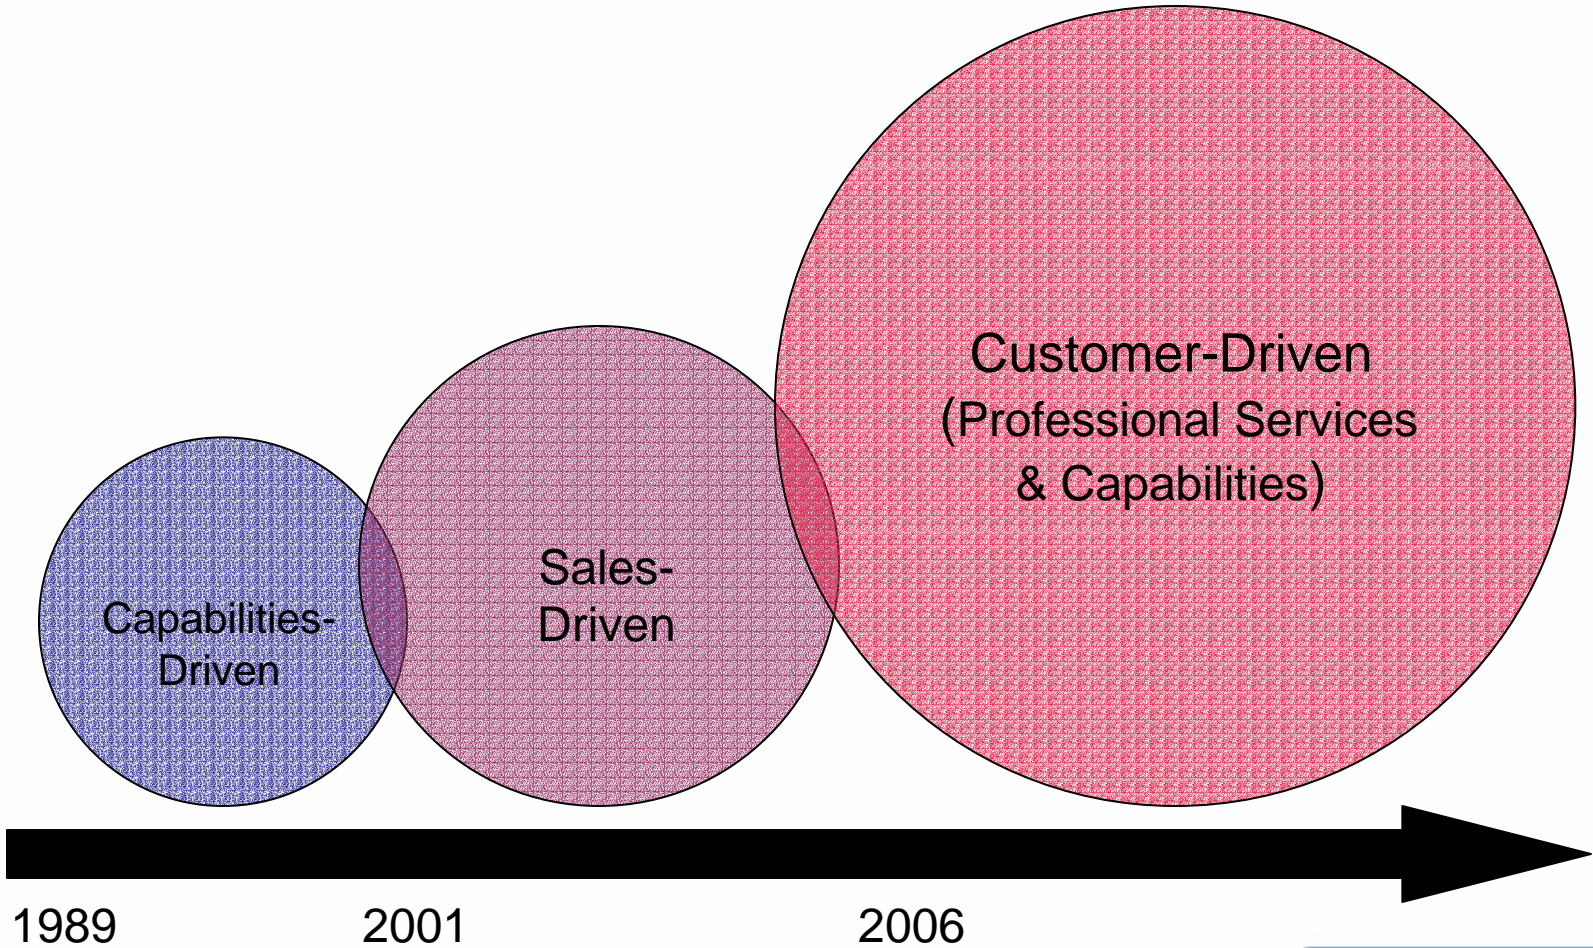 Customer-Driven
(Professional Services
& Capabilities)
Sales-
Driven
Capabilities-
Driven
1989
2001
2006